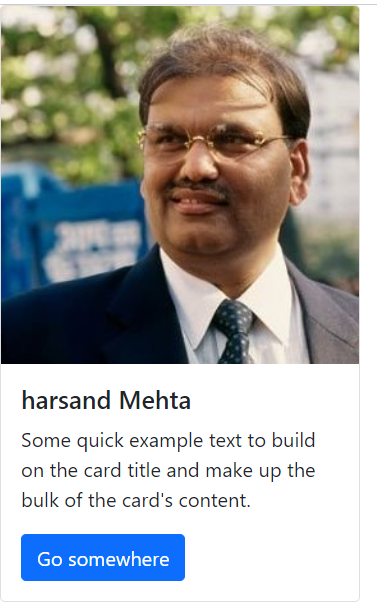 harsand Mehta
Some quick example text to build
on the card title and make up the
bulk of the card's content.
Go somewhere